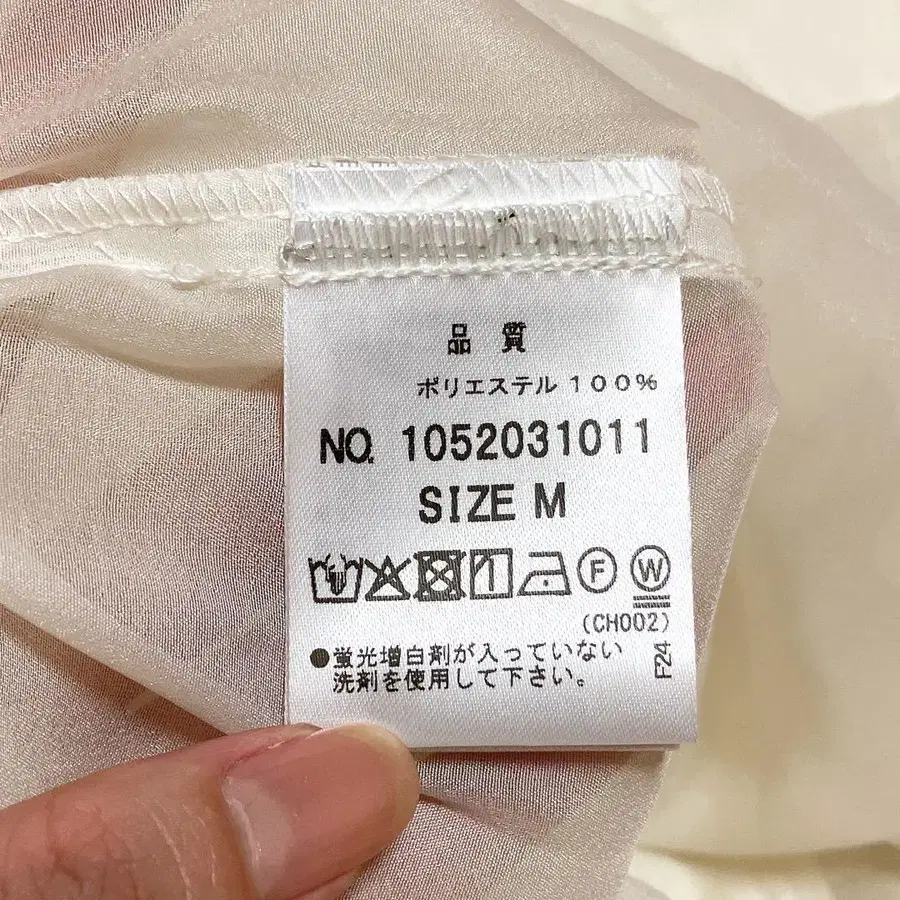 品質
ポリエステル 100%
NO. 1052031011
SIZE M
F
W
(CH002)
●蛍光増白剤が入っていない
洗剤を使用して下さい。
F24